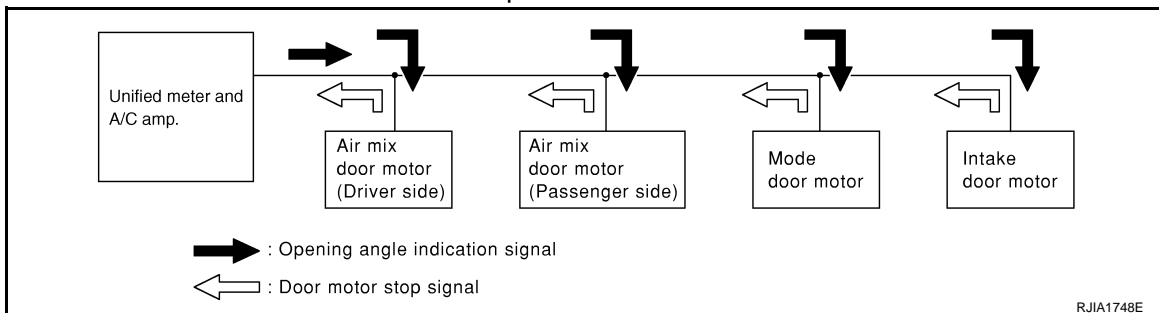 Unified meter and
A/C amp.
Air mix
door motor
(Driver side)
Air mix
door motor
(Passenger side)
Mode
door motor
Intake
door motor
: Opening angle indication signal
: Door motor stop signal
RJIA1748E